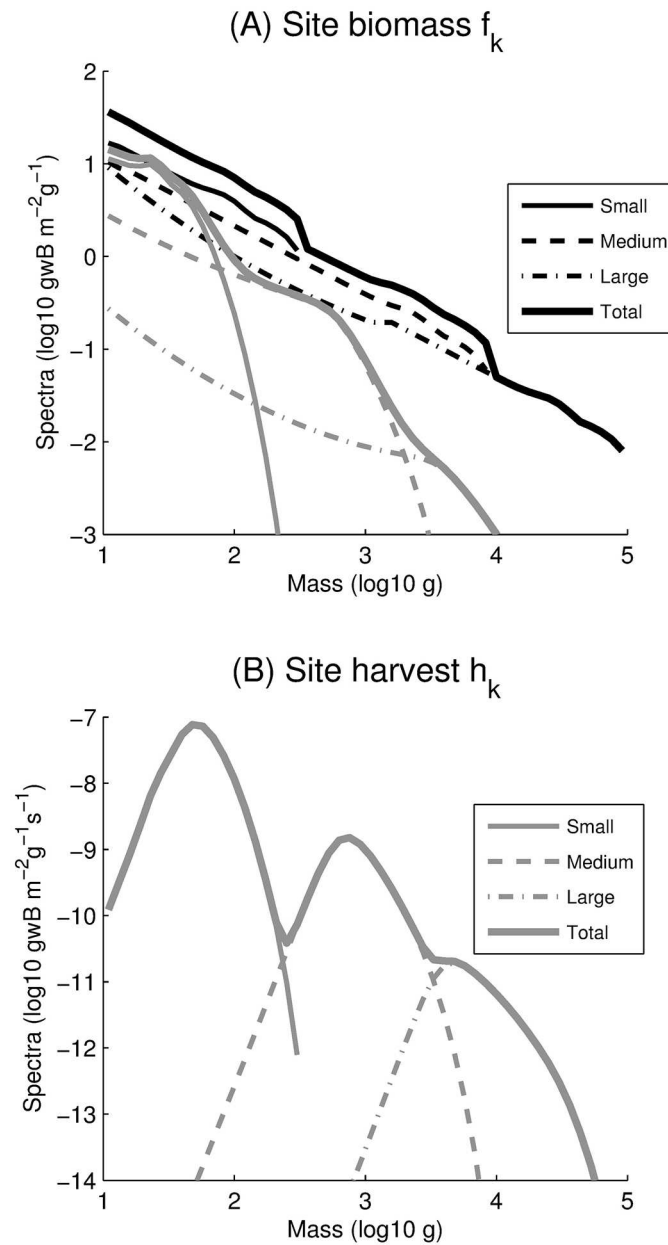 (A) Site biomass f_k
Spectra (log10 gwB m⁻²g⁻¹)
2
1
0
−1
−2
−3
1
2
3
4
5
Mass (log10 g)
Small
Medium
Large
Total
(B) Site harvest h_k
Spectra (log10 gwB m⁻²g⁻¹s⁻¹)
−7
−8
−9
−10
−11
−12
−13
−14
1
2
3
4
5
Mass (log10 g)
Small
Medium
Large
Total